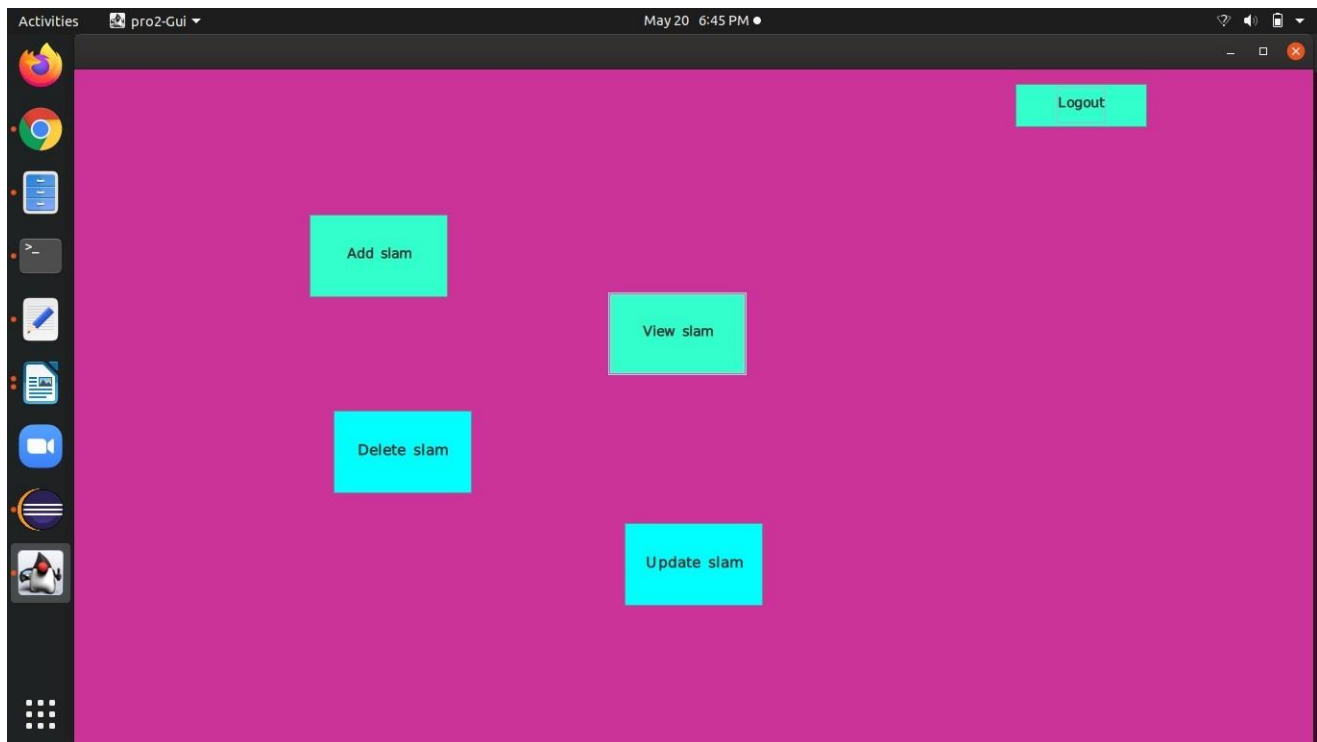 Activities pro2-Gui May 20 6:45 PM
Logout
Add slam
View slam
Delete slam
Update slam